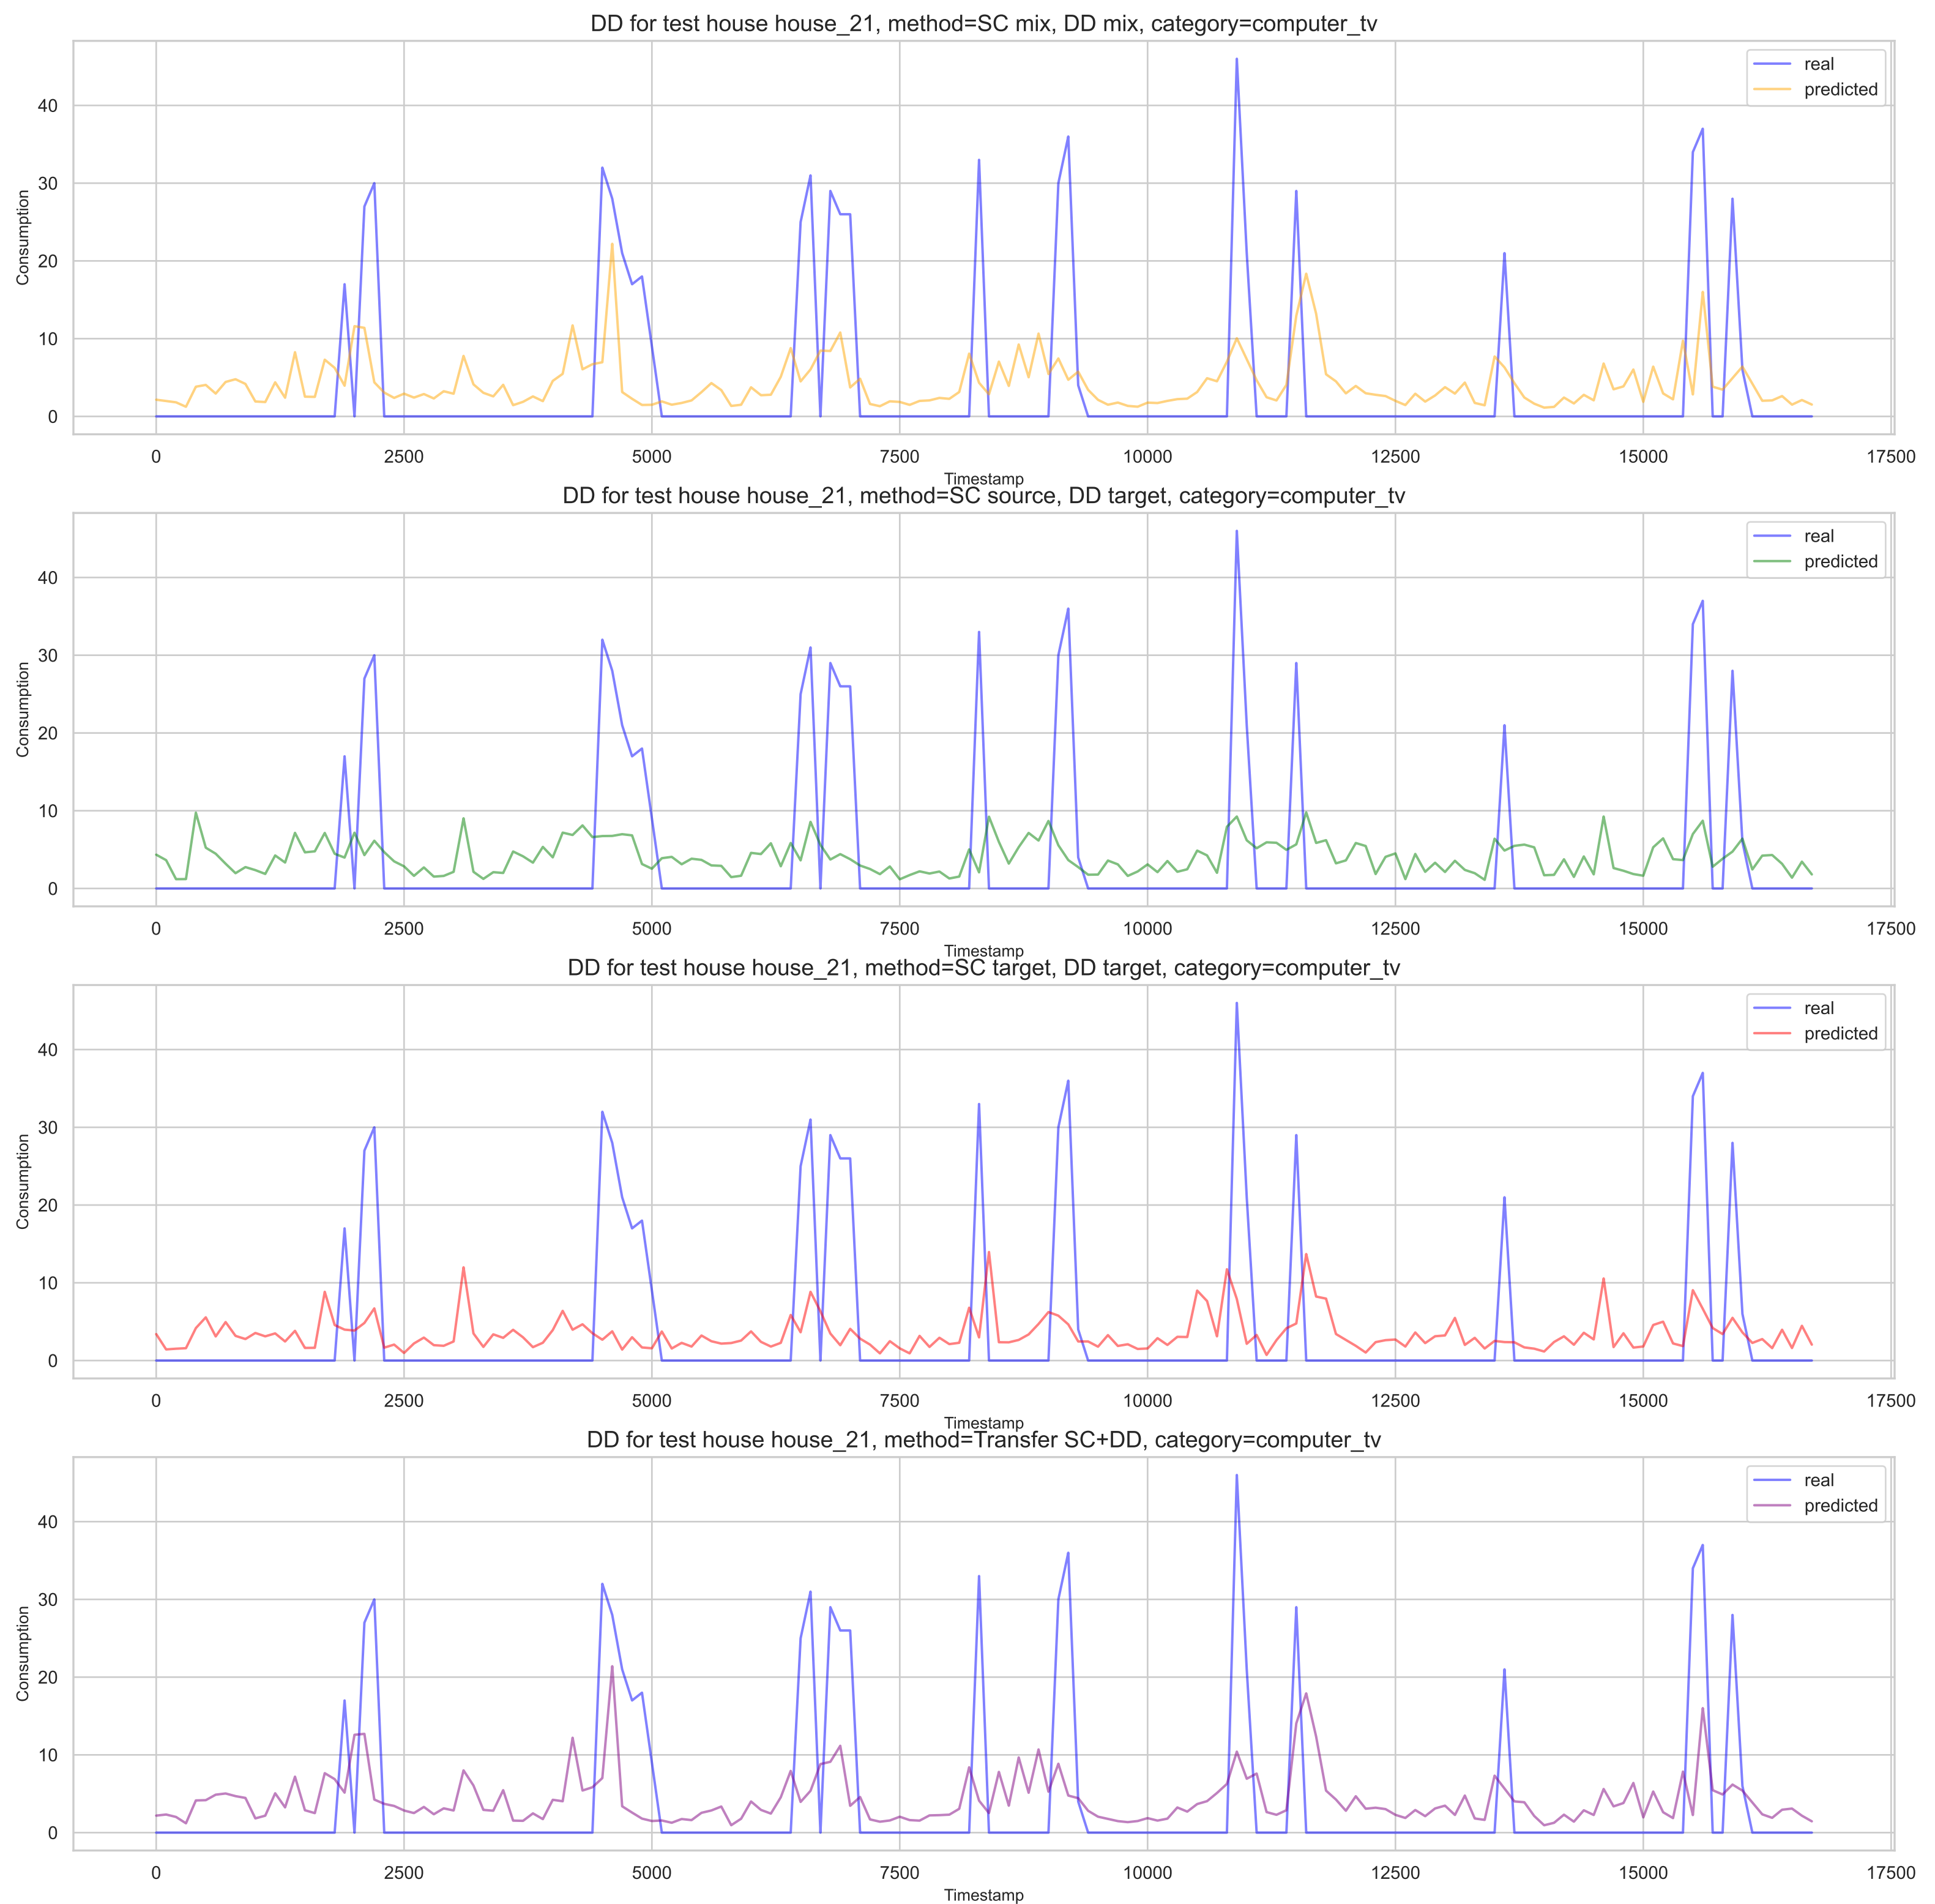 DD for test house house_21, method=SC mix, DD mix, category=computer_tv
real
predicted
Consumption
40
30
20
10
0
0 2500 5000 7500 10000 12500 15000 17500
Timestamp
DD for test house house_21, method=SC source, DD target, category=computer_tv
real
predicted
Consumption
40
30
20
10
0
0 2500 5000 7500 10000 12500 15000 17500
Timestamp
DD for test house house_21, method=SC target, DD target, category=computer_tv
real
predicted
Consumption
40
30
20
10
0
0 2500 5000 7500 10000 12500 15000 17500
Timestamp
DD for test house house_21, method=Transfer SC+DD, category=computer_tv
real
predicted
Consumption
40
30
20
10
0
0 2500 5000 7500 10000 12500 15000 17500
Timestamp